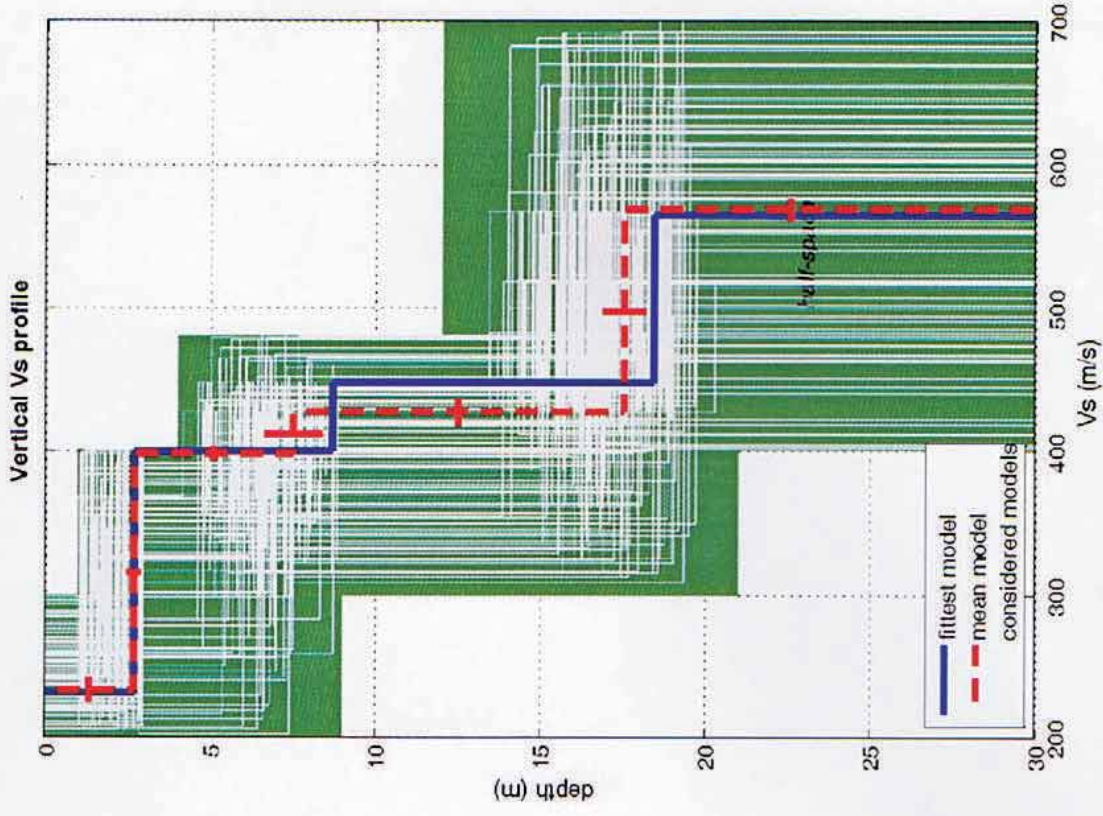 Vertical Vs profile
0
5
10
15
20
25
30
depth (m)
half-space
fittest model
mean model
considered models
200
300
400
500
600
700
Vs (m/s)